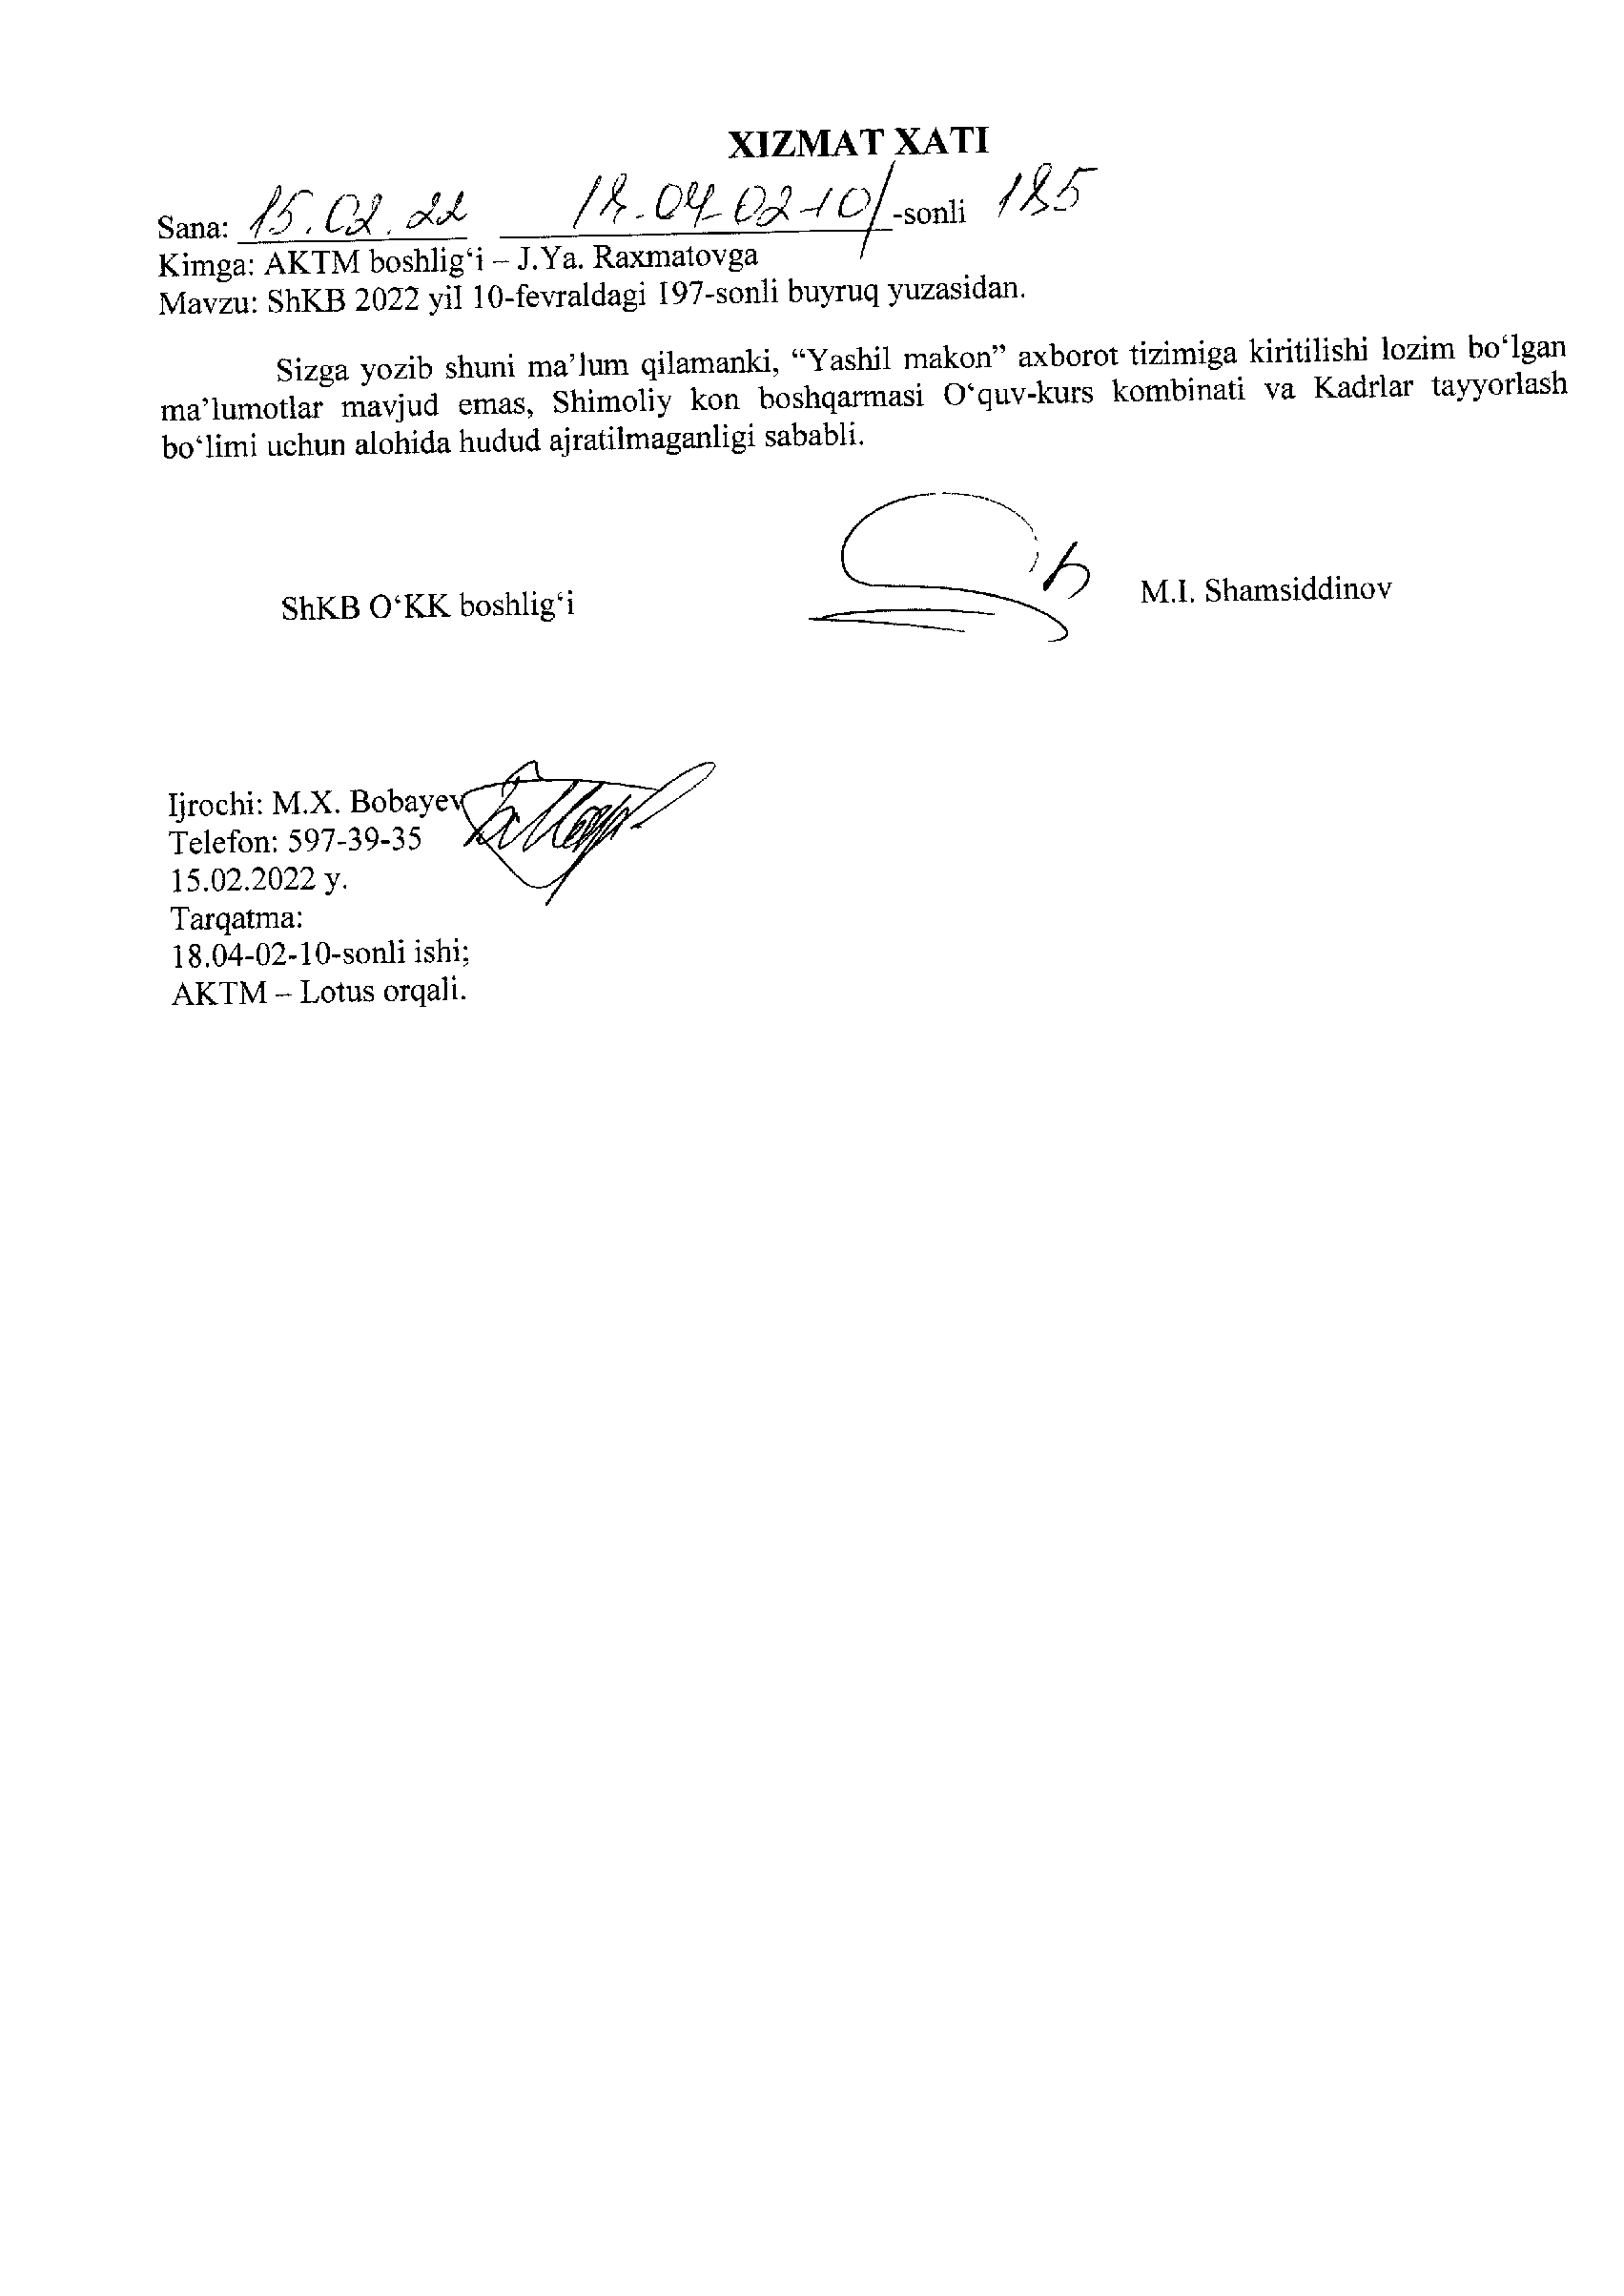 XIZMAT XATI
Sana: 15.02.22 18.04-02-10/-sonli 185
Kimga: AKTM boshlig‘i – J.Ya. Raxmatovga
Mavzu: ShKB 2022 yil 10-fevraldagi 197-sonli buyruq yuzasidan.
Sizga yozib shuni ma’lum qilamanki, “Yashil makon” axborot tizimiga kiritilishi lozim bo‘lgan
ma’lumotlar mavjud emas, Shimoliy kon boshqarmasi O‘quv-kurs kombinati va Kadrlar tayyorlash
bo‘limi uchun alohida hudud ajratilmaganligi sababli.
ShKB O‘KK boshlig‘i M.I. Shamsiddinov
Ijrochi: M.X. Bobayev
Telefon: 597-39-35
15.02.2022 y.
Tarqatma:
18.04-02-10-sonli ishi;
AKTM – Lotus orqali.